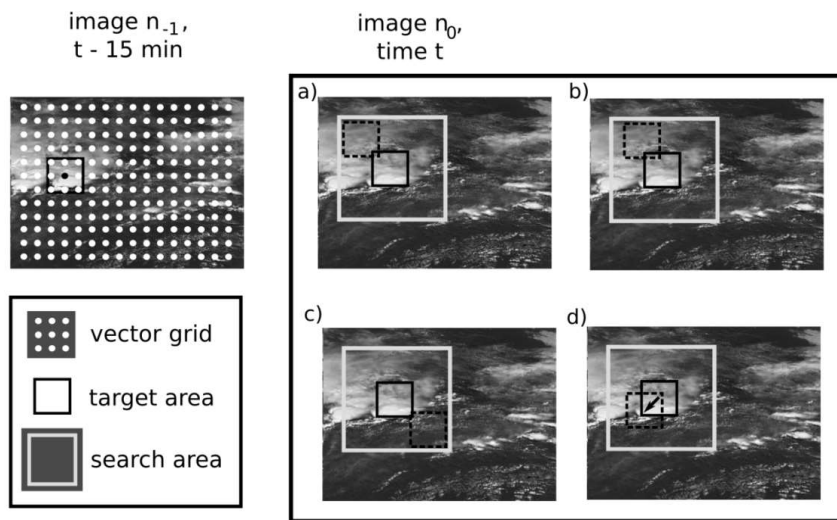 image n-1,
t - 15 min
image n0,
time t
a)
b)
c)
d)
vector grid
target area
search area